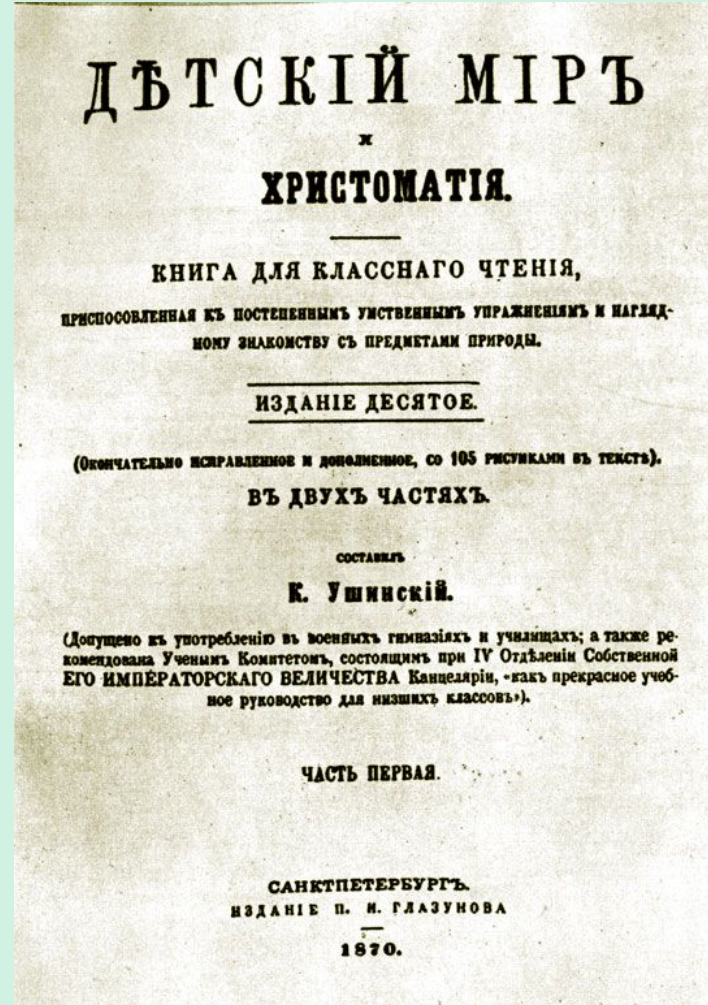 ДѢТСКІЙ МІРЪ
и
ХРИСТОМАТІЯ.
КНИГА ДЛЯ КЛАССНАГО ЧТЕНІЯ,
ПРИСПОСОБЛЕННАЯ КЪ ПОСТЕПЕННЫМЪ УМСТВЕННЫМЪ УПРАЖНЕНІЯМЪ И НАГЛЯД-
НОМУ ЗНАКОМСТВУ СЪ ПРЕДМЕТАМИ ПРИРОДЫ.
ИЗДАНІЕ ДЕСЯТОЕ.
(Окончательно исправленное и дополненное, со 105 рисунками въ текстѣ).
ВЪ ДВУХЪ ЧАСТЯХЪ.
СОСТАВИЛЪ
К. Ушинскій.
(Допущено къ употребленію въ военныхъ гимназіяхъ и училищахъ; а также ре-
комендована Ученымъ Комитетомъ, состоящимъ при IV Отдѣленіи Собственной
ЕГО ИМПЕРАТОРСКАГО ВЕЛИЧЕСТВА Канцеляріи, «какъ прекрасное учеб-
ное руководство для низшихъ классовъ»).
ЧАСТЬ ПЕРВАЯ.
САНКТПЕТЕРБУРГЪ.
ИЗДАНІЕ П. И. ГЛАЗУНОВА
1870.